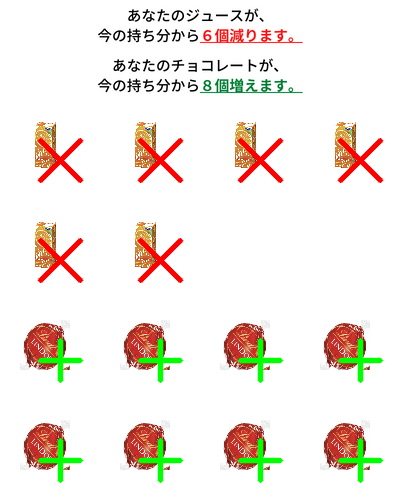 あなたのジュースが、
今の持ち分から６個減ります。
あなたのチョコレートが、
今の持ち分から８個増えます。